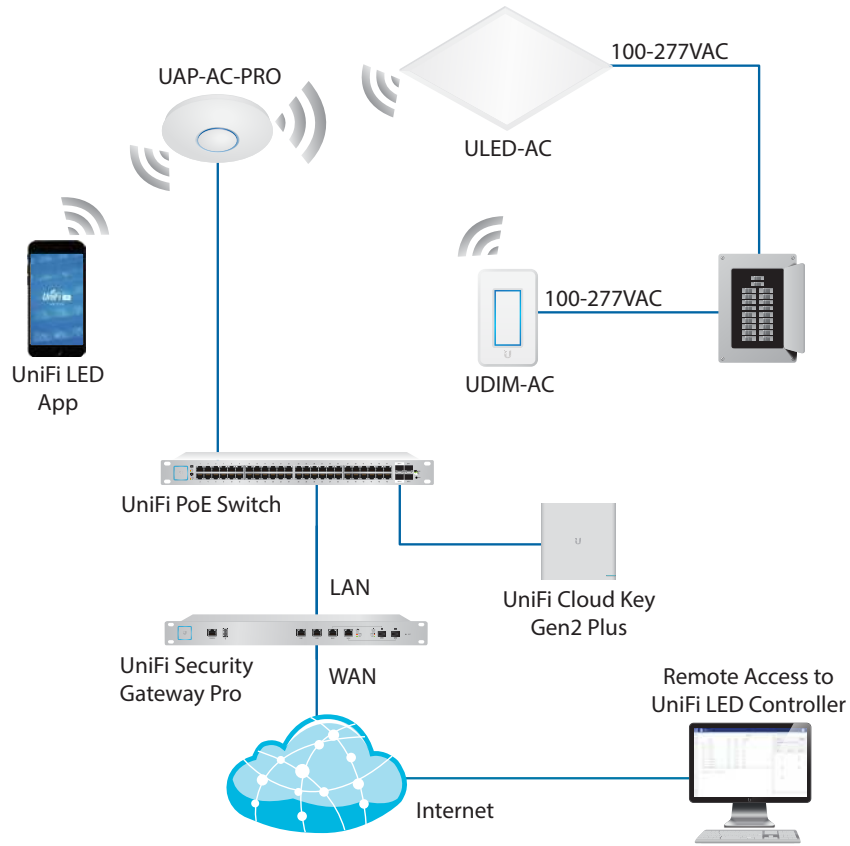 UAP-AC-PRO
100-277VAC
ULED-AC
100-277VAC
UDIM-AC
UniFi LED
App
UniFi PoE Switch
UniFi Cloud Key
Gen2 Plus
LAN
UniFi Security
Gateway Pro
WAN
Remote Access to
UniFi LED Controller
Internet